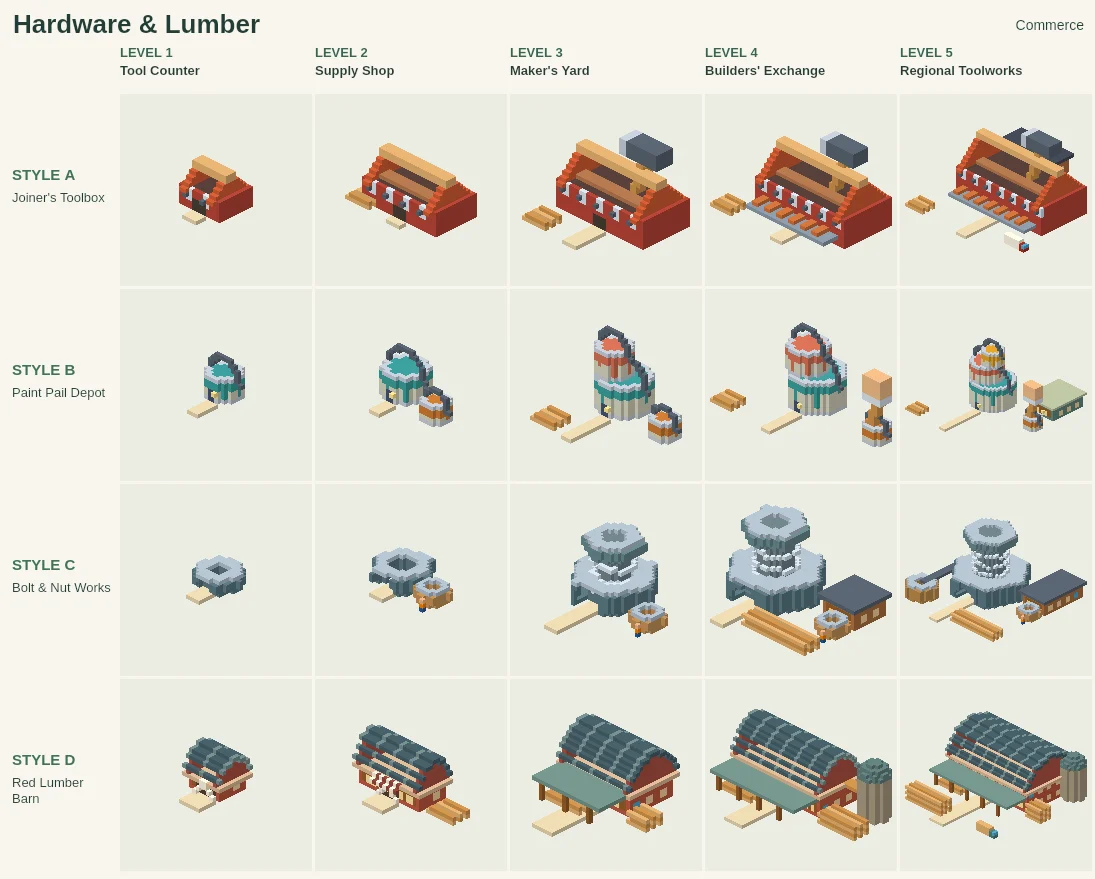 Hardware & Lumber
Commerce
LEVEL 1
Tool Counter
LEVEL 2
Supply Shop
LEVEL 3
Maker's Yard
LEVEL 4
Builders' Exchange
LEVEL 5
Regional Toolworks
STYLE A
Joiner's Toolbox
STYLE B
Paint Pail Depot
STYLE C
Bolt & Nut Works
STYLE D
Red Lumber
Barn